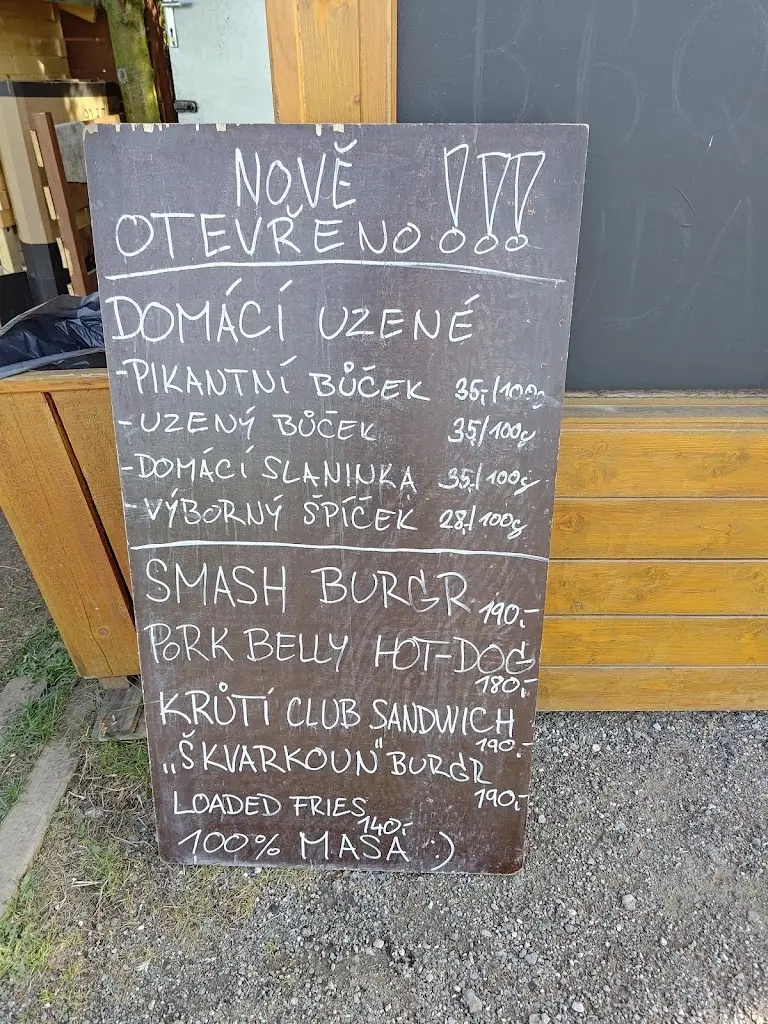 NOVĚ !!!
OTEVŘENO
DOMÁCÍ UZENÉ
-PIKANTNÍ BŮČEK 35,-/100g
-UZENÝ BŮČEK 35/100g
-DOMÁCÍ SLANINKA 35/100g
-VÝBORNÝ ŠPÍČEK 28/100g
SMASH BURGR 190,-
PORK BELLY HOT-DOG
180,-
KRŮTÍ CLUB SANDWICH
190,-
„ŠKVARKOUN" BURGR
190,-
LOADED FRIES
140,-
100% MASA :)